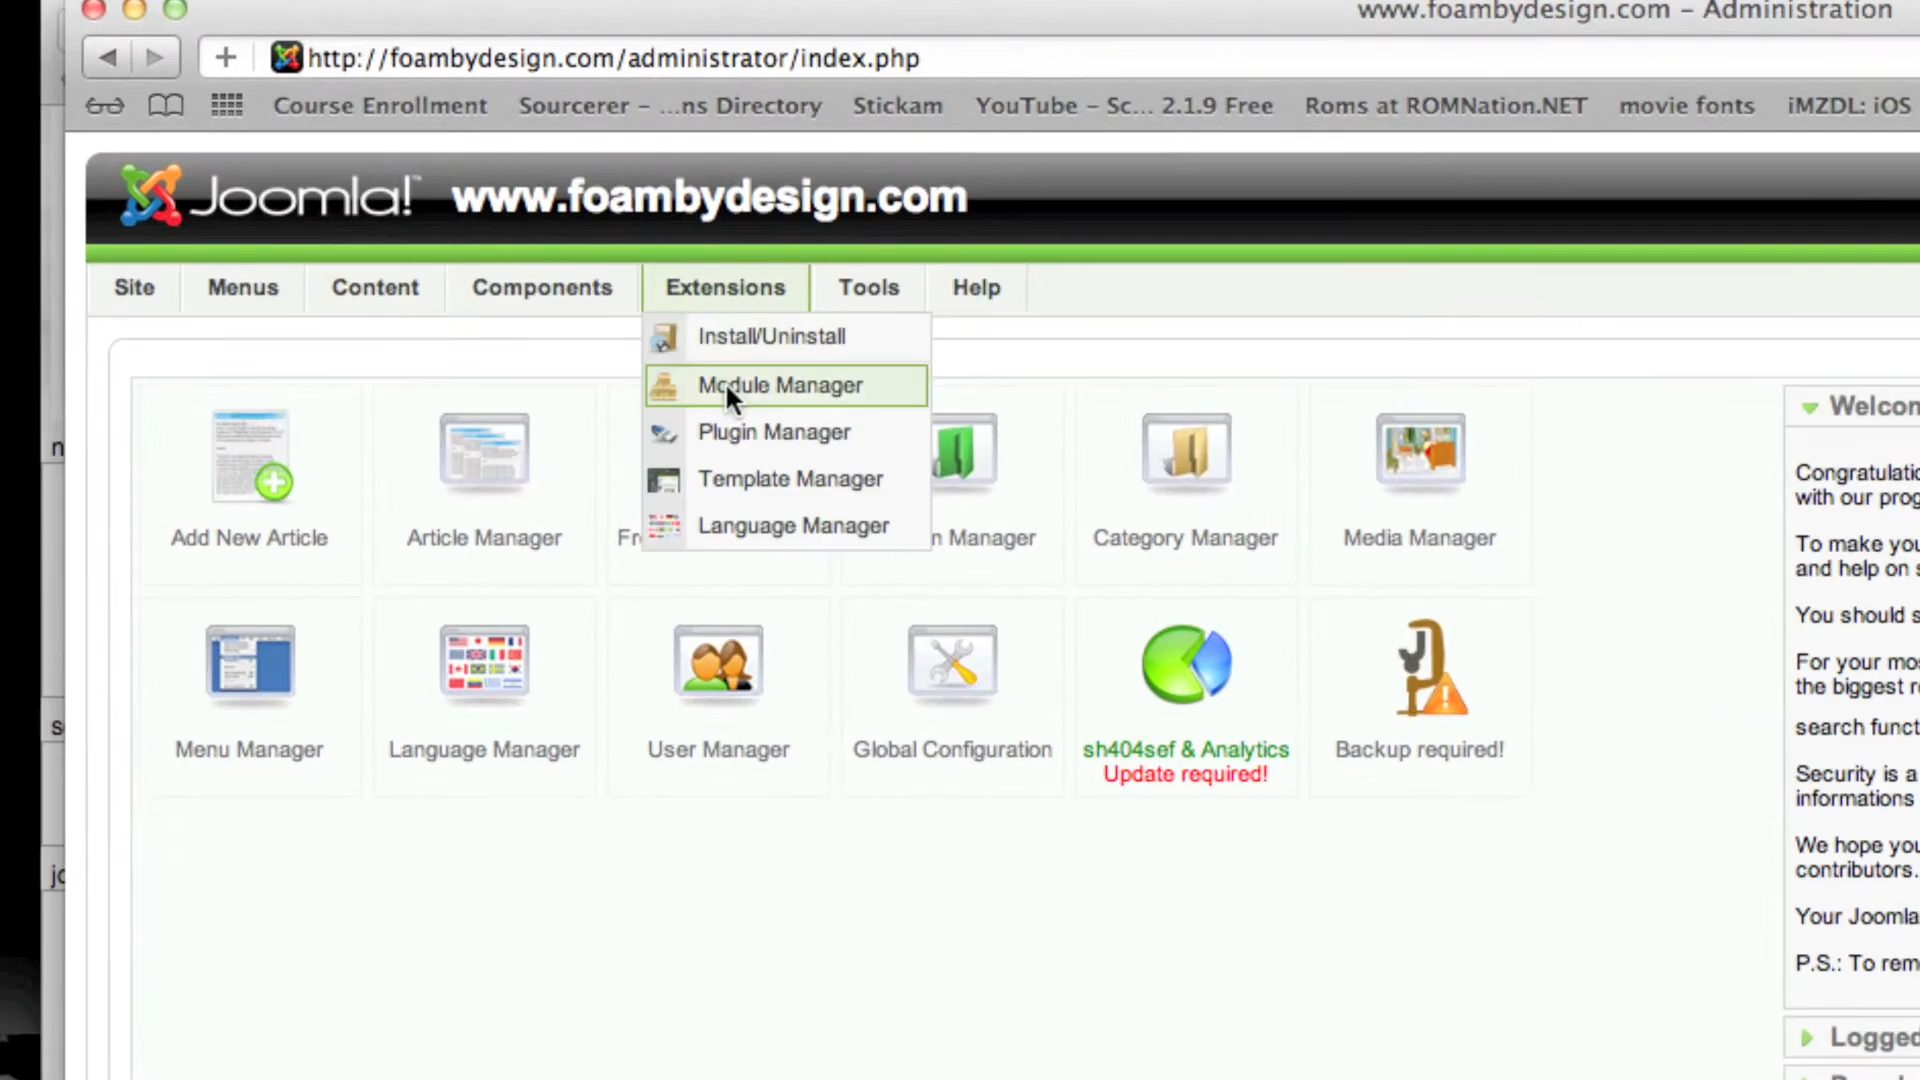 www.foambydesign.com – Administration
http://foambydesign.com/administrator/index.php
Course Enrollment Sourcerer – ...ns Directory Stickam YouTube – Sc... 2.1.9 Free Roms at ROMNation.NET movie fonts iMZDL: iOS
Joomla!™ www.foambydesign.com
Site Menus Content Components Extensions Tools Help
Install/Uninstall
Module Manager
Plugin Manager
Template Manager
Language Manager
Add New Article Article Manager Fr n Manager Category Manager Media Manager
Menu Manager Language Manager User Manager Global Configuration sh404sef & Analytics Backup required!
Update required!
Welcom
Congratulatio
with our prog
To make you
and help on s
You should s
For your mos
the biggest r
search funct
Security is a
informations
We hope you
contributors.
Your Joomla
P.S.: To rem
Logged
n
s
jo